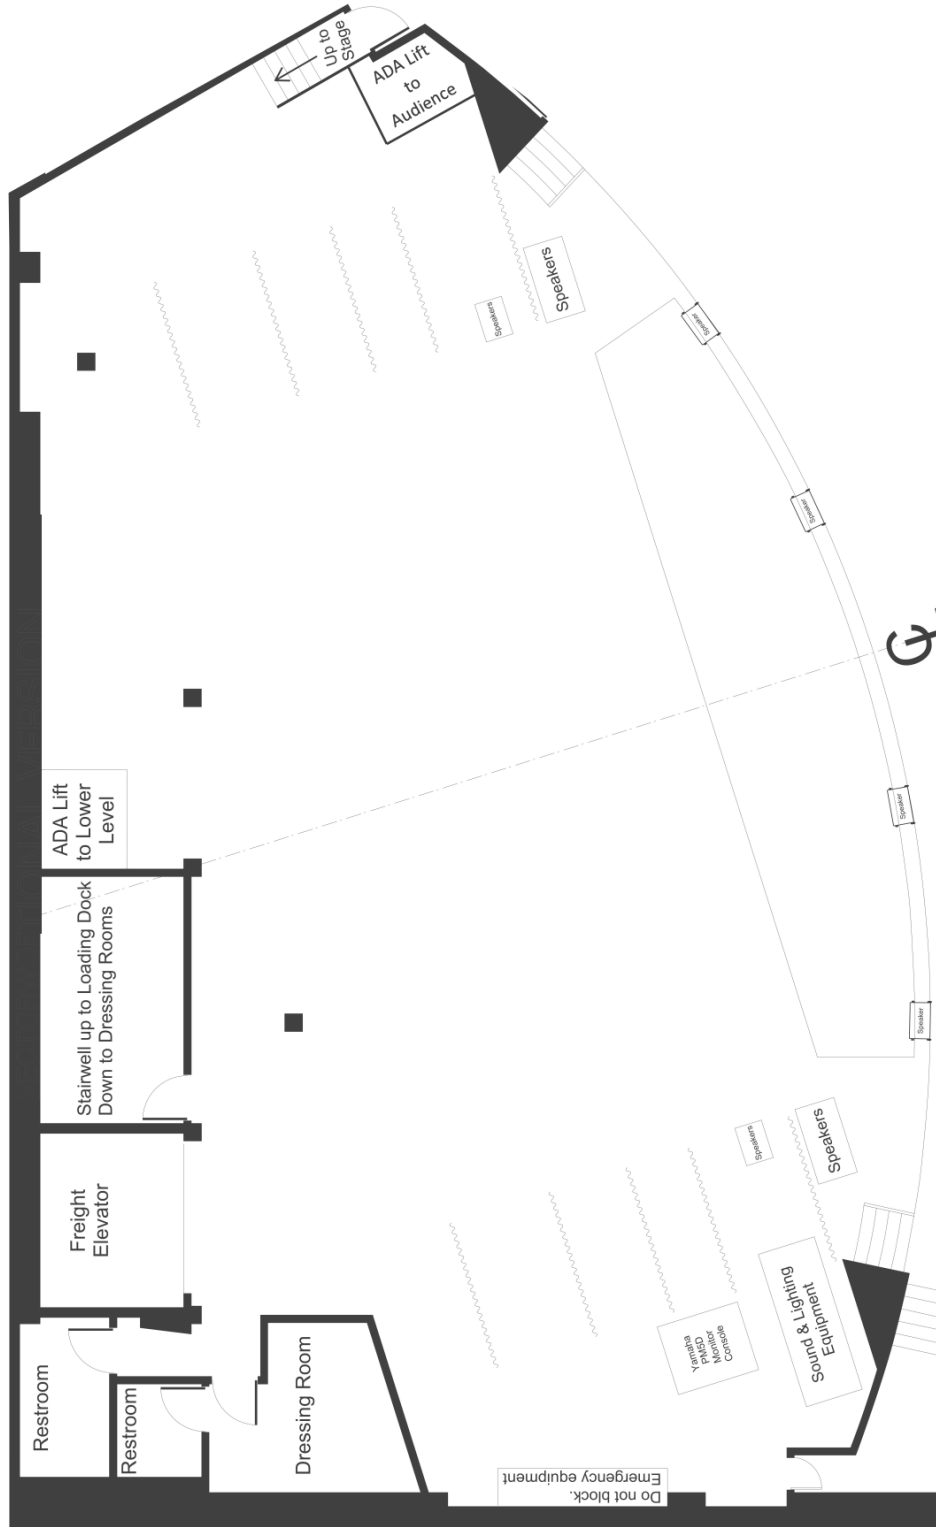 Up to
Stage
ADA Lift
to
Audience
Speakers
Speakers
Speaker
Speaker
ADA Lift
to Lower
Level
Speaker
Stairwell up to Loading Dock
Down to Dressing Rooms
Speaker
Freight
Elevator
Speakers
Speakers
Sound & Lighting
Equipment
Yamaha
PM5D
Monitor
Console
Restroom
Restroom
Dressing Room
Do not block.
Emergency equipment